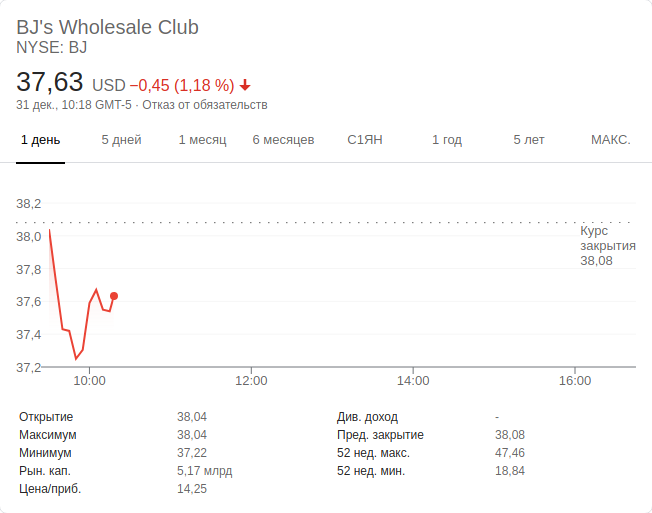 BJ's Wholesale Club
NYSE: BJ
37,63 USD −0,45 (1,18 %)
31 дек., 10:18 GMT-5 · Отказ от обязательств
1 день 5 дней 1 месяц 6 месяцев С1ЯН 1 год 5 лет МАКС.
38,2
38,0
37,8
37,6
37,4
37,2
Курс
закрытия
38,08
10:00 12:00 14:00 16:00
Открытие 38,04 Див. доход -
Максимум 38,04 Пред. закрытие 38,08
Минимум 37,22 52 нед. макс. 47,46
Рын. кап. 5,17 млрд 52 нед. мин. 18,84
Цена/приб. 14,25